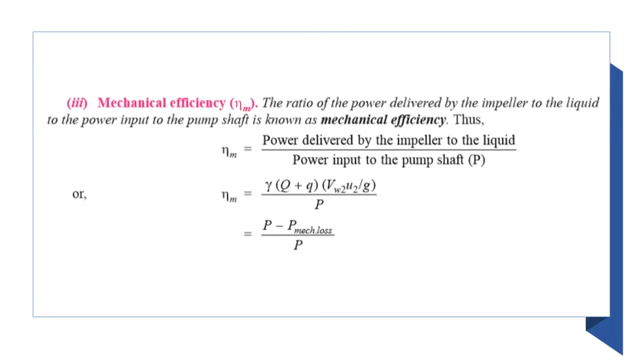 (iii) Mechanical efficiency (ηm). The ratio of the power delivered by the impeller to the liquid
to the power input to the pump shaft is known as mechanical efficiency. Thus,
ηm = Power delivered by the impeller to the liquid / Power input to the pump shaft (P)
or, ηm = γ (Q + q) (Vw2u2/g) / P
= P − Pmech.loss / P